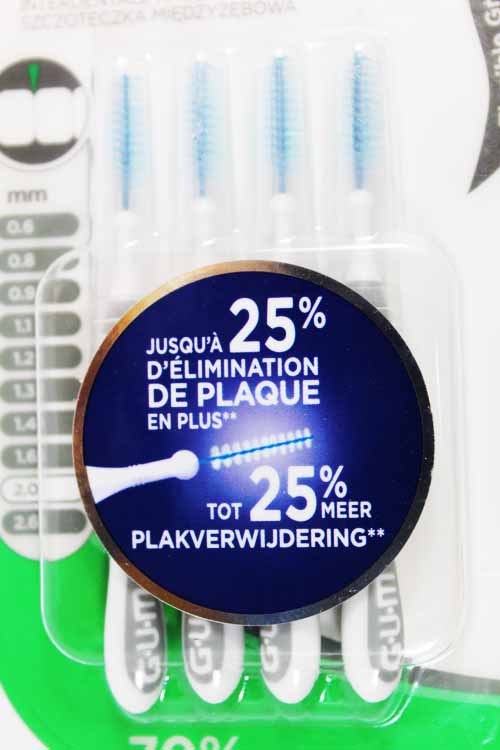 SZCZOTECZKA MIĘDZYZĘBOWA
mm
0.6
0.8
0.9
1.1
1.2
1.3
1.4
1.6
2.0
2.6
JUSQU'À 25%
D'ÉLIMINATION
DE PLAQUE
EN PLUS**
TOT 25% MEER
PLAKVERWIJDERING**
G·U·M
G·U·M
G·U·M
G·U·M